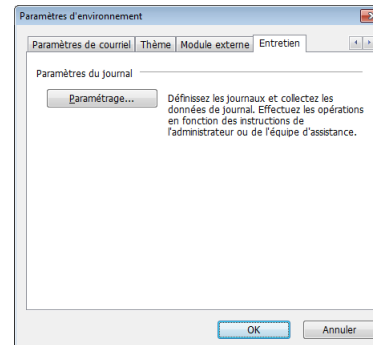 Paramètres d'environnement
Paramètres de courriel Thème Module externe Entretien
Paramètres du journal
Paramétrage...
Définissez les journaux et collectez les
données de journal. Effectuez les opérations
en fonction des instructions de
l'administrateur ou de l'équipe d'assistance.
OK Annuler